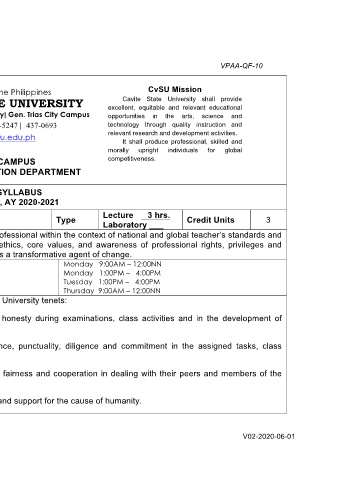 VPAA-QF-10
ne Philippines
E UNIVERSITY
y| Gen. Trias City Campus
-5247| 437-0693
u.edu.ph
CvSU Mission
Cavite State University shall provide
excellent, equitable and relevant educational
opportunities in the arts, science and
technology through quality instruction and
relevant research and development activities.
It shall produce professional, skilled and
morally upright individuals for global
competitiveness.
CAMPUS
TION DEPARTMENT
SYLLABUS
, AY 2020-2021
Type Lecture 3 hrs. Credit Units 3
Laboratory ___
ofessional within the context of national and global teacher's standards and
ethics, core values, and awareness of professional rights, privileges and
s a transformative agent of change.
Monday 9:00AM – 12:00NN
Monday 1:00PM – 4:00PM
Tuesday 1:00PM – 4:00PM
Thursday 9:00AM – 12:00NN
University tenets:
honesty during examinations, class activities and in the development of
nce, punctuality, diligence and commitment in the assigned tasks, class
fairness and cooperation in dealing with their peers and members of the
and support for the cause of humanity.
V02-2020-06-01